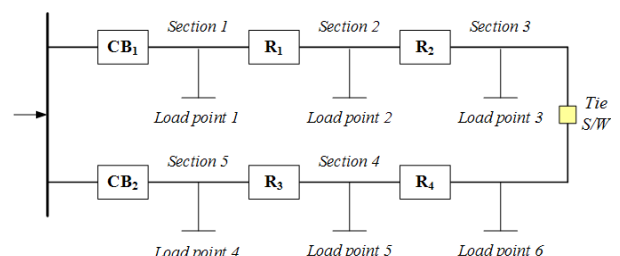 Section 1 Section 2 Section 3
CB₁ R₁ R₂
Load point 1 Load point 2 Load point 3
Tie
S/W
Section 5 Section 4
CB₂ R₃ R₄
Load point 4 Load point 5 Load point 6